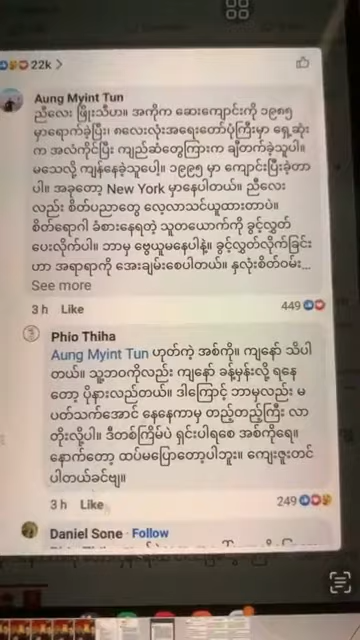 22k >
Aung Myint Tun
ညီလေး ဖြိုးသီဟ။ အကိုက ဆေးကျောင်းကို ၁၉၈၅
မှာရောက်ခဲ့ပြီး၊ ၈လေးလုံးအရေးတော်ပုံကြီးမှာ ရှေ့ဆုံး
က အလံကိုင်ပြီး ကျည်ဆံတွေကြားက ချီတက်ခဲ့သူပါ။
မသေလို့ ကျန်နေခဲ့သူပေါ့။ ၁၉၉၅ မှာ ကျောင်းပြီးခဲ့တာ
ပါ။ အခုတော့ New York မှာနေပါတယ်။ ညီလေး
လည်း စိတ်ပညာတွေ လေ့လာသင်ယူထားတာပဲ။
စိတ်ရောဂါ ခံစားနေရတဲ့ သူတယောက်ကို ခွင့်လွှတ်
ပေးလိုက်ပါ။ ဘာမှ ဗွေယူမနေပါနဲ့။ ခွင့်လွှတ်လိုက်ခြင်း
ဟာ အရာရာကို အေးချမ်းစေပါတယ်။ နှလုံးစိတ်ဝမ်း...
See more
3 h Like 449
Phio Thiha
Aung Myint Tun ဟုတ်ကဲ့ အစ်ကို။ ကျနော် သိပါ
တယ်။ သူ့ဘဝကိုလည်း ကျနော် ခန့်မှန်းလို့ ရနေ
တော့ ပိုနားလည်တယ်။ ဒါကြောင့် ဘာမှလည်း မ
ပတ်သက်အောင် နေနေကာမှ တည့်တည့်ကြီး လာ
တိုးလို့ပါ။ ဒီတစ်ကြိမ်ပဲ ရှင်းပါရစေ အစ်ကိုရေ။
နောက်တော့ ထပ်မပြောတော့ပါဘူး။ ကျေးဇူးတင်
ပါတယ်ခင်ဗျ။
3 h Like 249
Daniel Sone · Follow